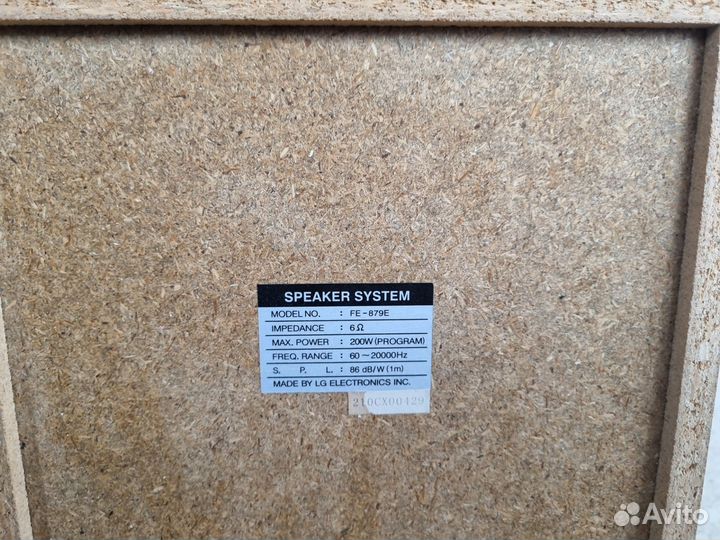 SPEAKER SYSTEM
MODEL NO. : FE-879E
IMPEDANCE : 6Ω
MAX. POWER : 200W (PROGRAM)
FREQ. RANGE : 60~20000Hz
S. P. L. : 86 dB/W (1m)
MADE BY LG ELECTRONICS INC.
210CX00429
Avito